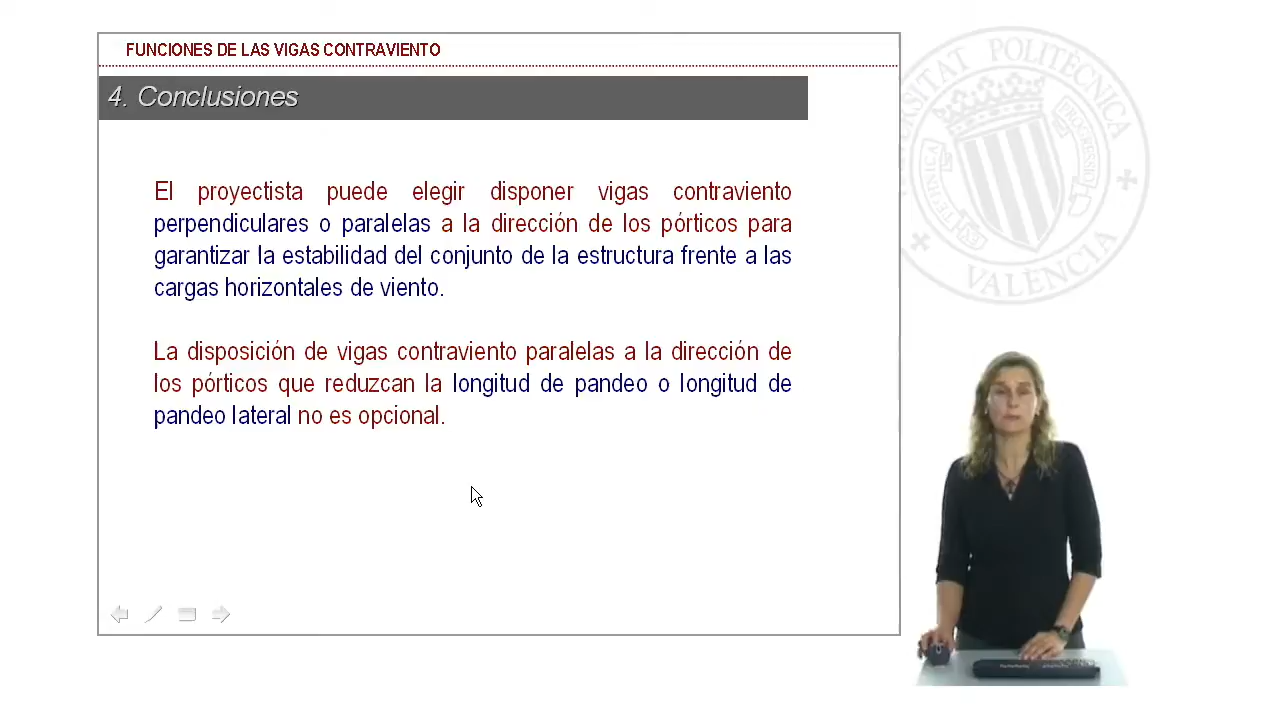 FUNCIONES DE LAS VIGAS CONTRAVIENTO
4. Conclusiones
El proyectista puede elegir disponer vigas contraviento
perpendiculares o paralelas a la dirección de los pórticos para
garantizar la estabilidad del conjunto de la estructura frente a las
cargas horizontales de viento.
La disposición de vigas contraviento paralelas a la dirección de
los pórticos que reduzcan la longitud de pandeo o longitud de
pandeo lateral no es opcional.
UNIVERSITAT POLITÈCNICA
VALÈNCIA